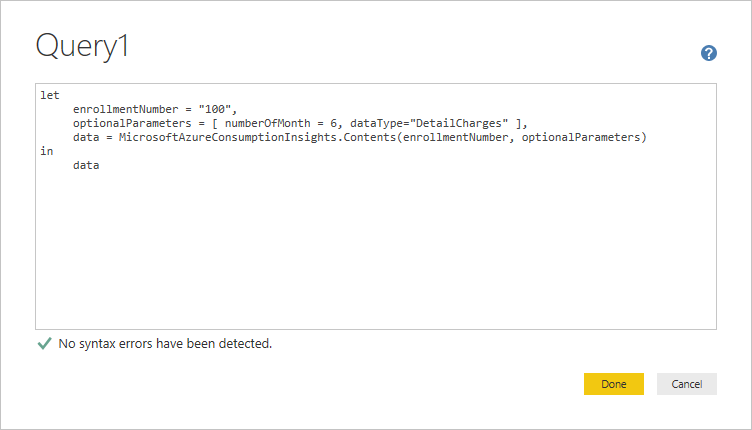 Query1
?
let
enrollmentNumber = "100",
optionalParameters = [ numberOfMonth = 6, dataType="DetailCharges" ],
data = MicrosoftAzureConsumptionInsights.Contents(enrollmentNumber, optionalParameters)
in
data
No syntax errors have been detected.
Done Cancel